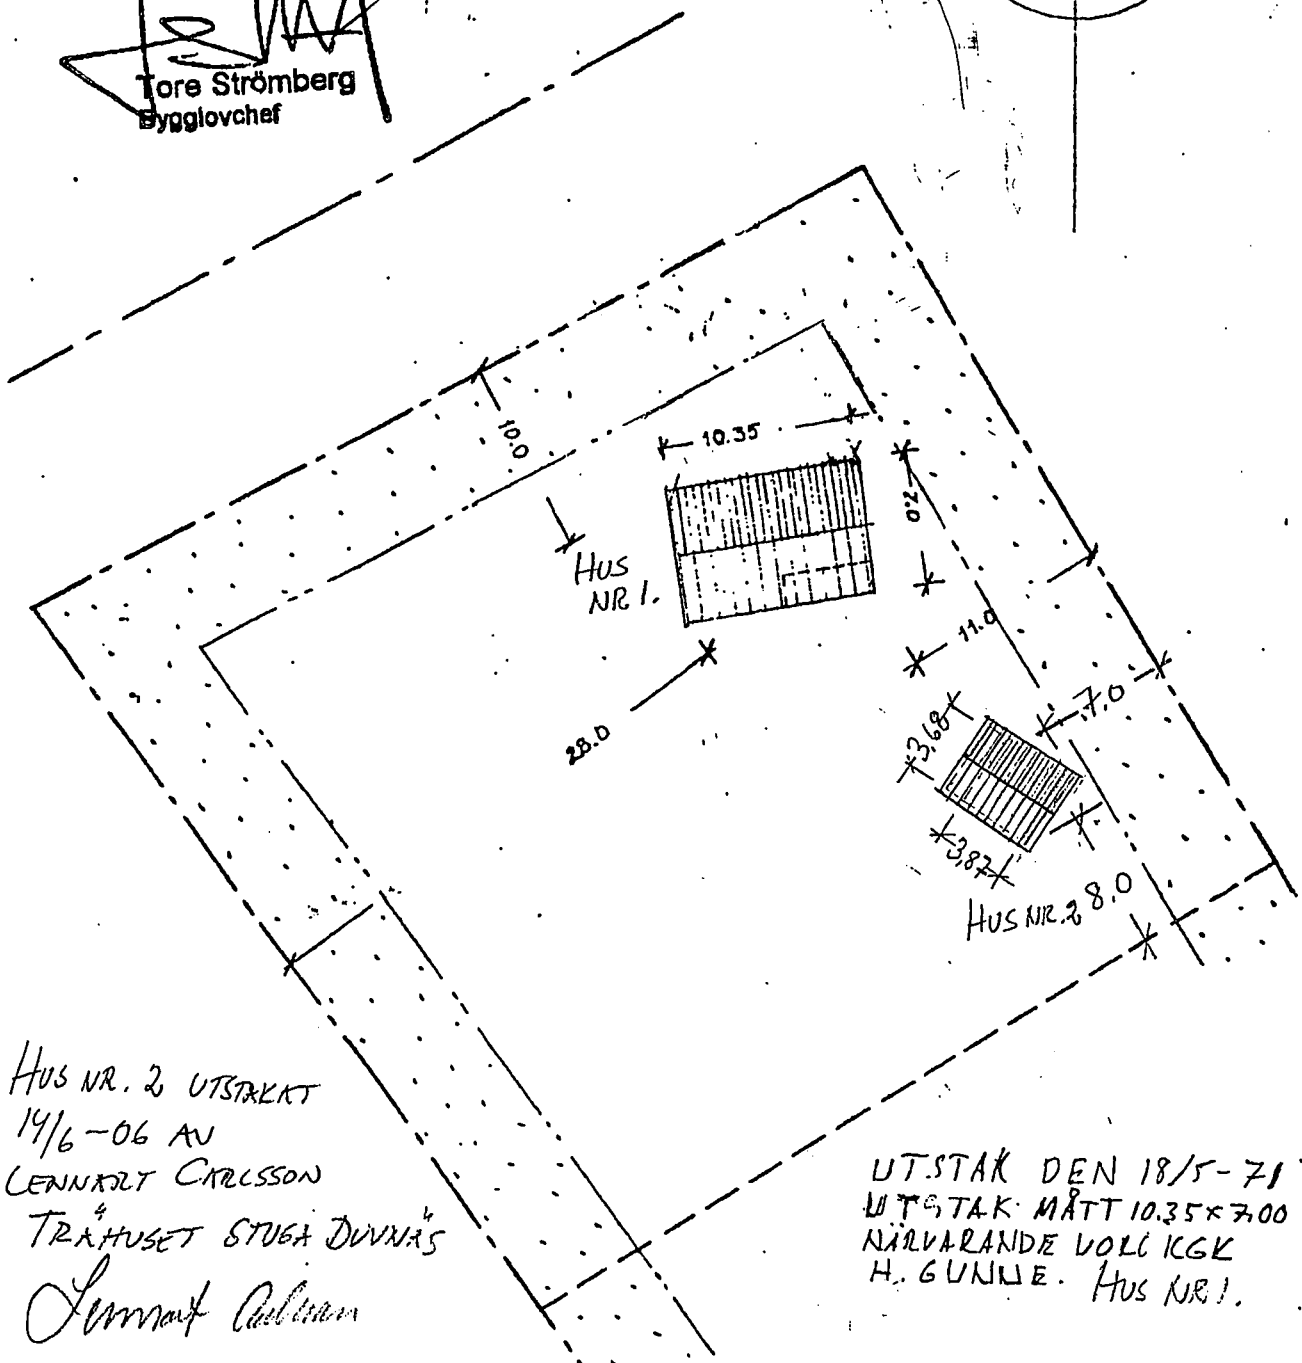 Tore Strömberg
Bygglovchef
10.0
10.35
7.0
HUS
NR 1.
11.0
28.0
3,68
7,0
3,87
HUS NR.2
8,0
HUS NR. 2 UTSTAKAT
14/6-06 AV
LENNART CARLSSON
TRÄHUSET STUGA DUVNÄS
UTSTAK DEN 18/5-71
UTSTAK. MÅTT 10.35 x 7.00
NÄRVARANDE VORE KGK
H. GUNNE. HUS NR 1.